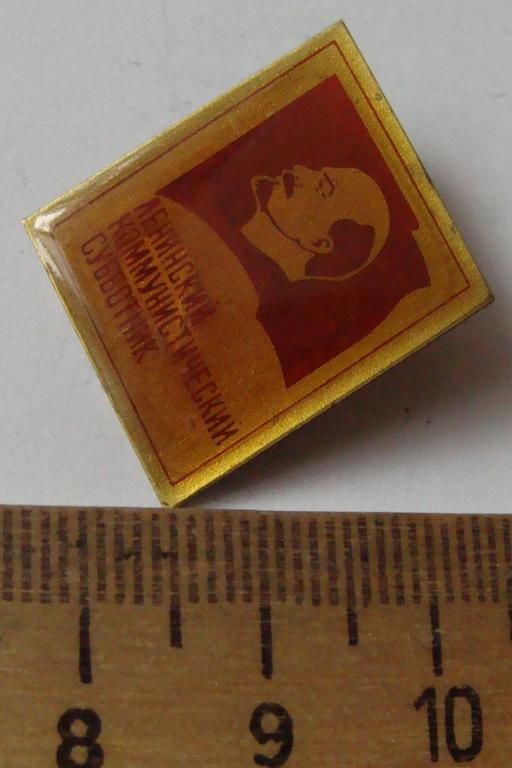 ЛЕНИНСКИЙ
КОММУНИСТИЧЕСКИЙ
СУББОТНИК
8 9 10